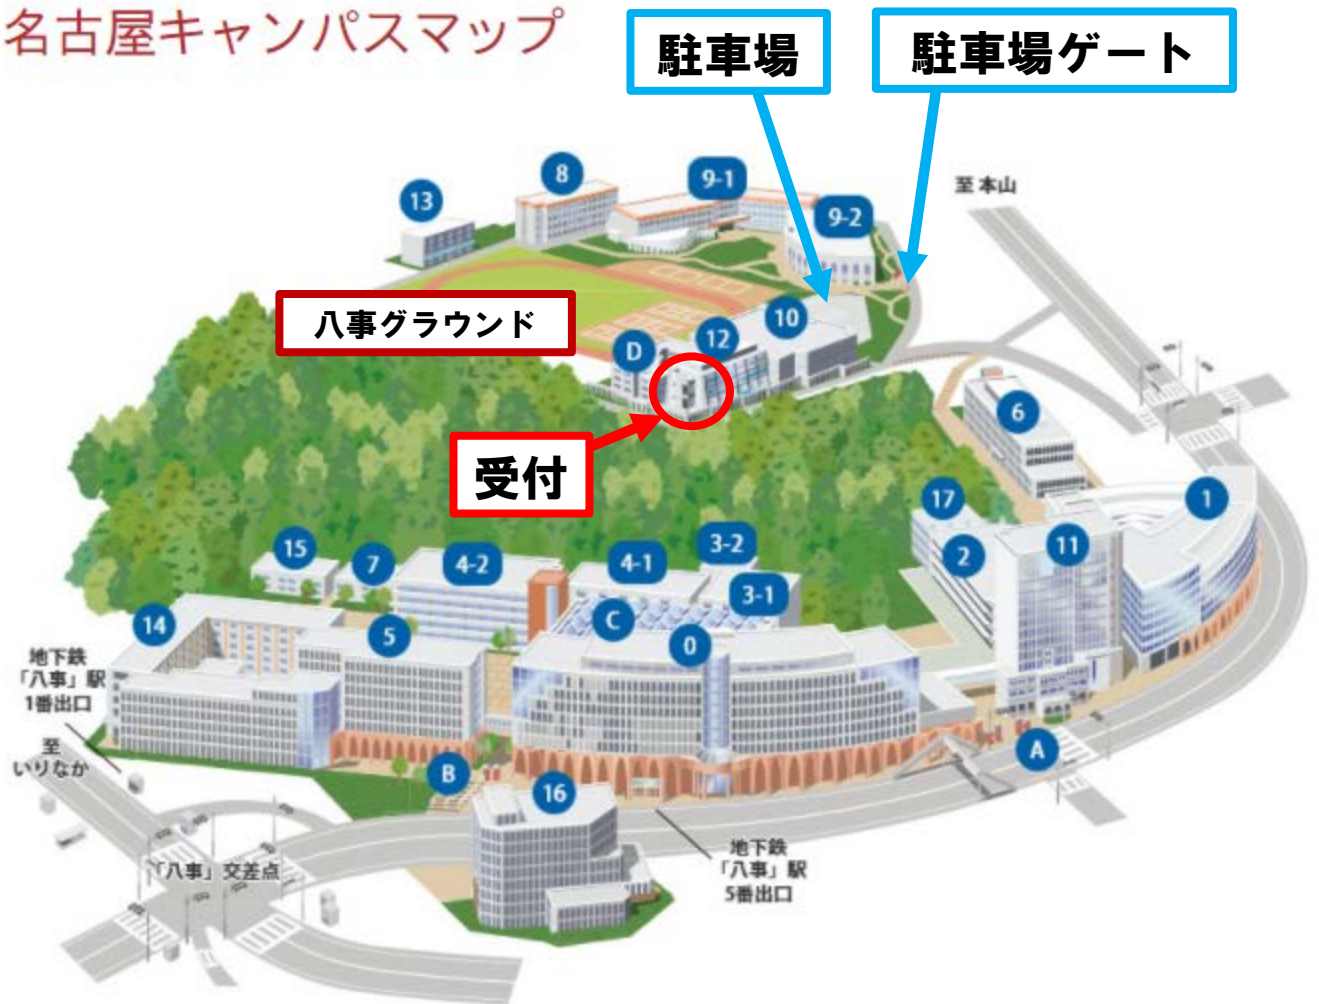 名古屋キャンパスマップ
駐車場
駐車場ゲート
至 本山
8
9-1
13
9-2
八事グラウンド
10
12
D
6
受付
17
1
15
7
4-2
4-1
3-2
2
11
3-1
14
5
C
0
地下鉄
「八事」駅
1番出口
至
いりなか
A
B
16
地下鉄
「八事」駅
5番出口
「八事」交差点